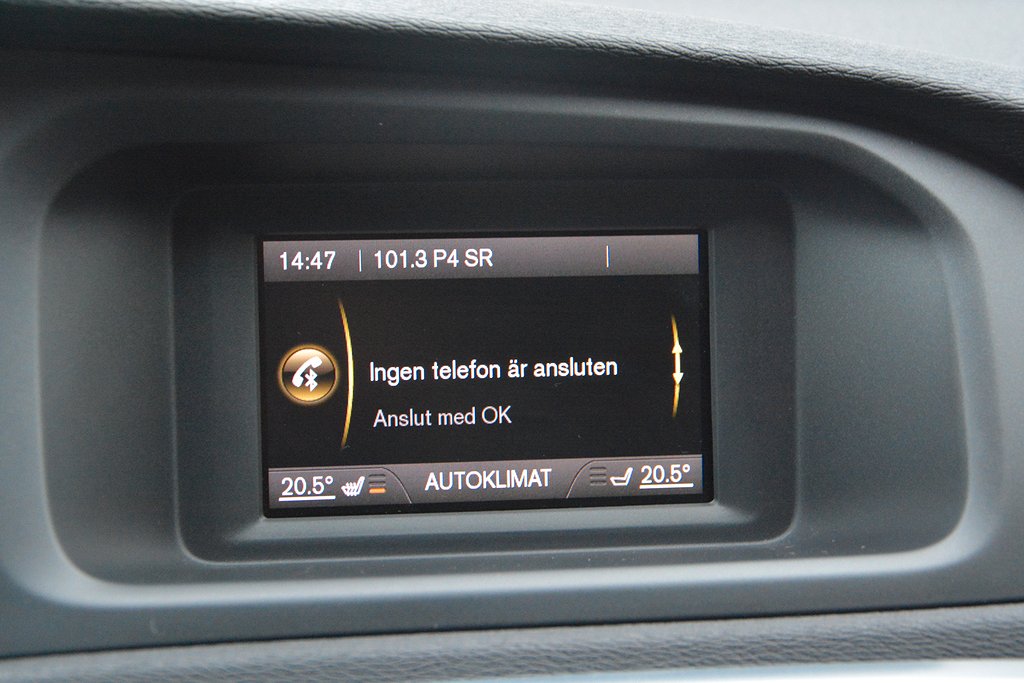 14:47 101.3 P4 SR
Ingen telefon är ansluten
Anslut med OK
20.5° AUTOKLIMAT 20.5°